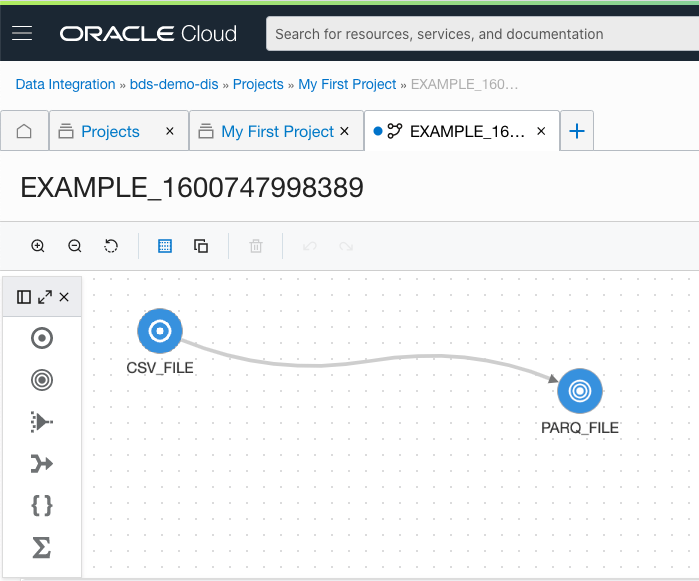 ORACLE Cloud
Search for resources, services, and documentation
Data Integration » bds-demo-dis » Projects » My First Project » EXAMPLE_160...
Projects × My First Project × EXAMPLE_16... × +
EXAMPLE_1600747998389
CSV_FILE
PARQ_FILE